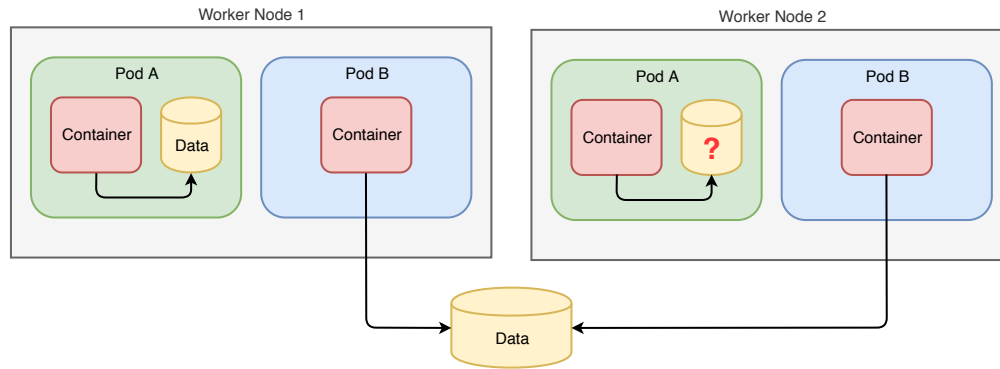 Worker Node 1
Pod A
Container
Data
Pod B
Container
Worker Node 2
Pod A
Container
?
Pod B
Container
Data